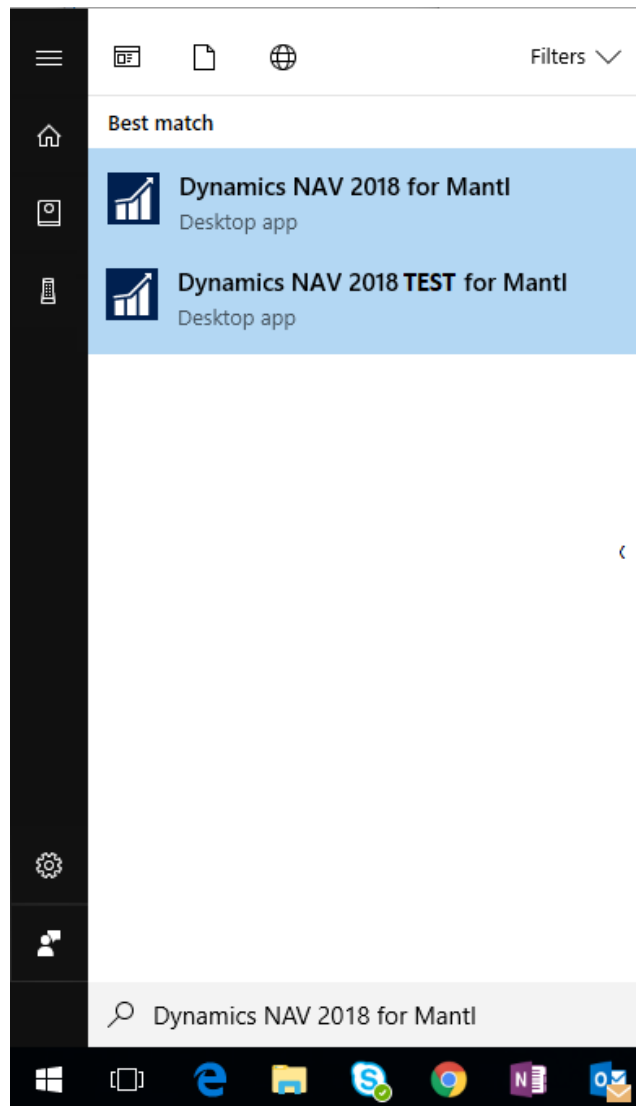 Filters
Best match
Dynamics NAV 2018 for Mantl
Desktop app
Dynamics NAV 2018 TEST for Mantl
Desktop app
Dynamics NAV 2018 for Mantl